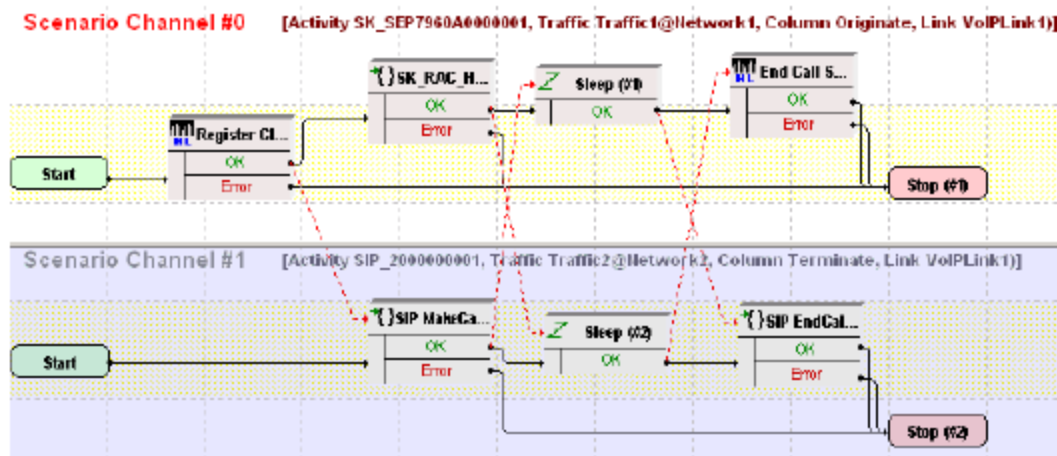 Scenario Channel #0 [Activity SK_SEP7960A0000001, Traffic Traffic1@Network1, Column Originate, Link VoIPLink1)]
{}SK_RAC_H...
OK
Error
Z Sleep (#1)
OK
HL End Call S...
OK
Error
HL Register Cl...
OK
Error
Start
Stop (#1)
Scenario Channel #1 [Activity SIP_2000000001, Traffic Traffic2@Network2, Column Terminate, Link VoIPLink1)]
{}SIP MakeCa...
OK
Error
Z Sleep (#2)
OK
{}SIP EndCal...
OK
Error
Start
Stop (#2)